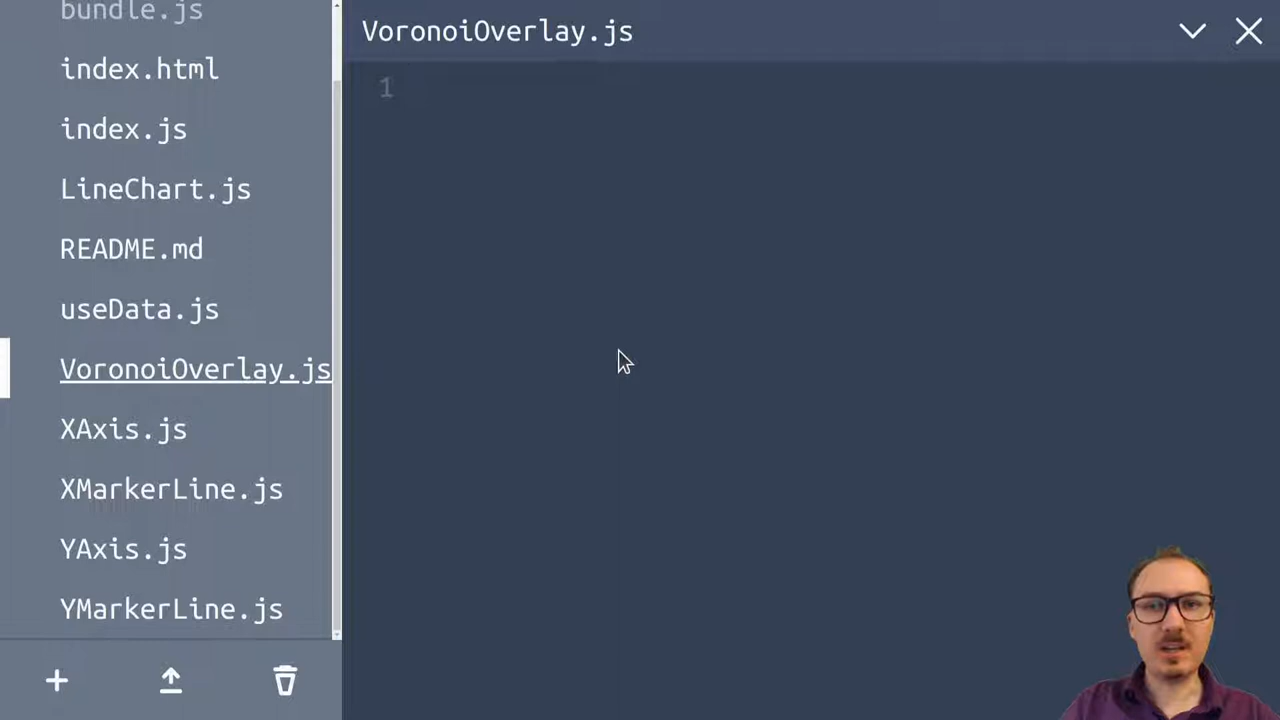 bundle.js
index.html
index.js
LineChart.js
README.md
useData.js
VoronoiOverlay.js
XAxis.js
XMarkerLine.js
YAxis.js
YMarkerLine.js
VoronoiOverlay.js
1